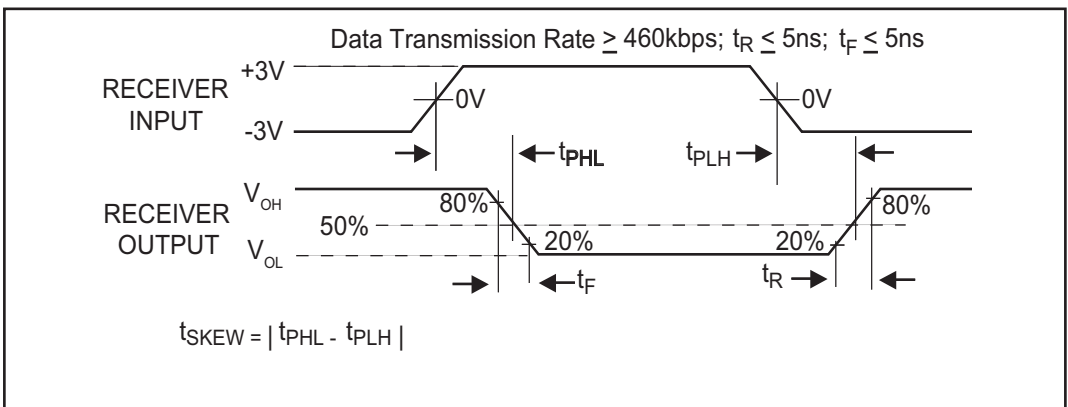 Data Transmission Rate ≥ 460kbps; tR ≤ 5ns; tF ≤ 5ns
+3V
RECEIVER
INPUT
0V
0V
-3V
tPHL
tPLH
VOH
RECEIVER
OUTPUT
80%
80%
50%
20%
20%
VOL
tF
tR
tSKEW = | tPHL - tPLH |